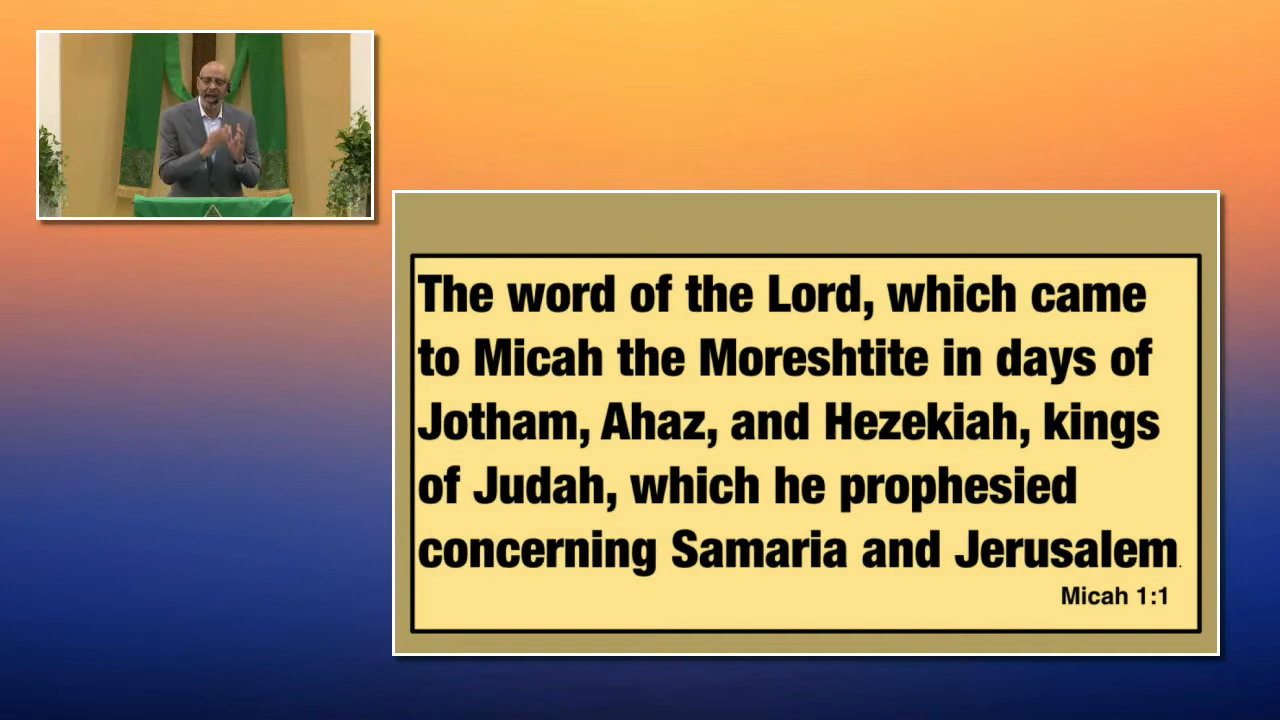 The word of the Lord, which came
to Micah the Moreshtite in days of
Jotham, Ahaz, and Hezekiah, kings
of Judah, which he prophesied
concerning Samaria and Jerusalem.
Micah 1:1